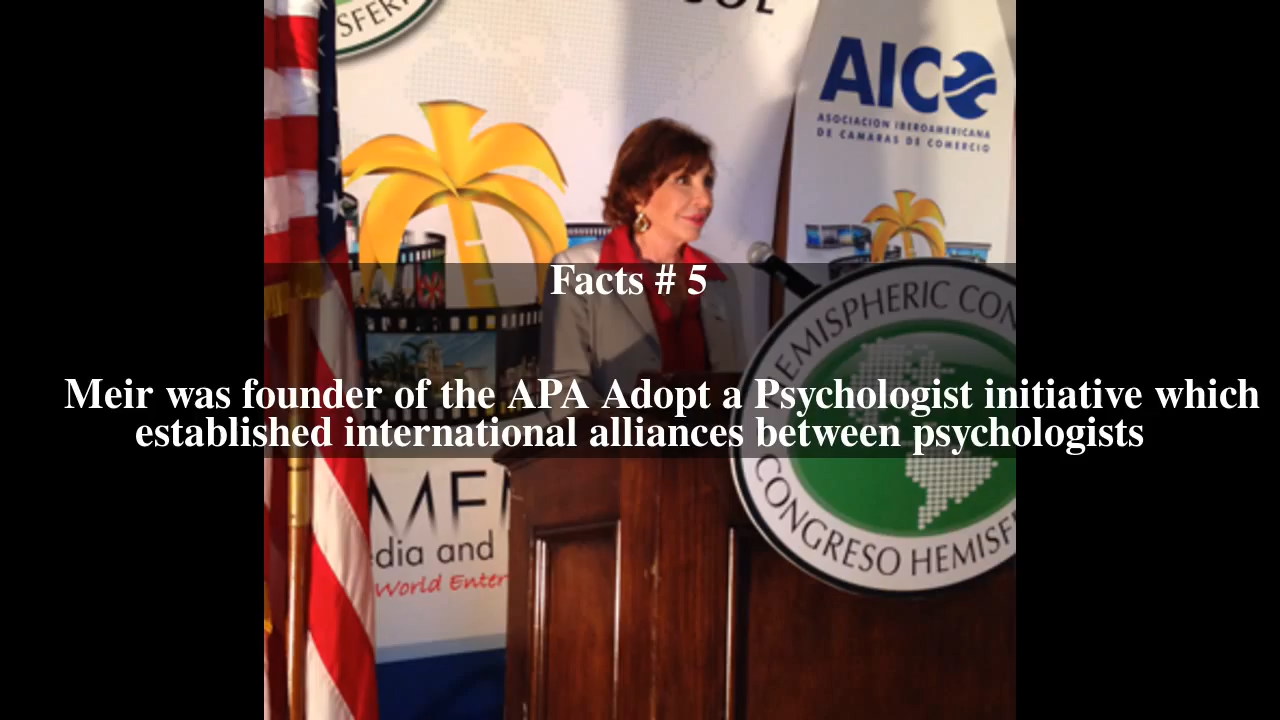 AIC
ASOCIACION IBEROAMERICANA
DE CAMARAS DE COMERCIO
Facts # 5
HEMISPHERIC CON
CONGRESO HEMISF
Meir was founder of the APA Adopt a Psychologist initiative which
established international alliances between psychologists
dia and
World Enter